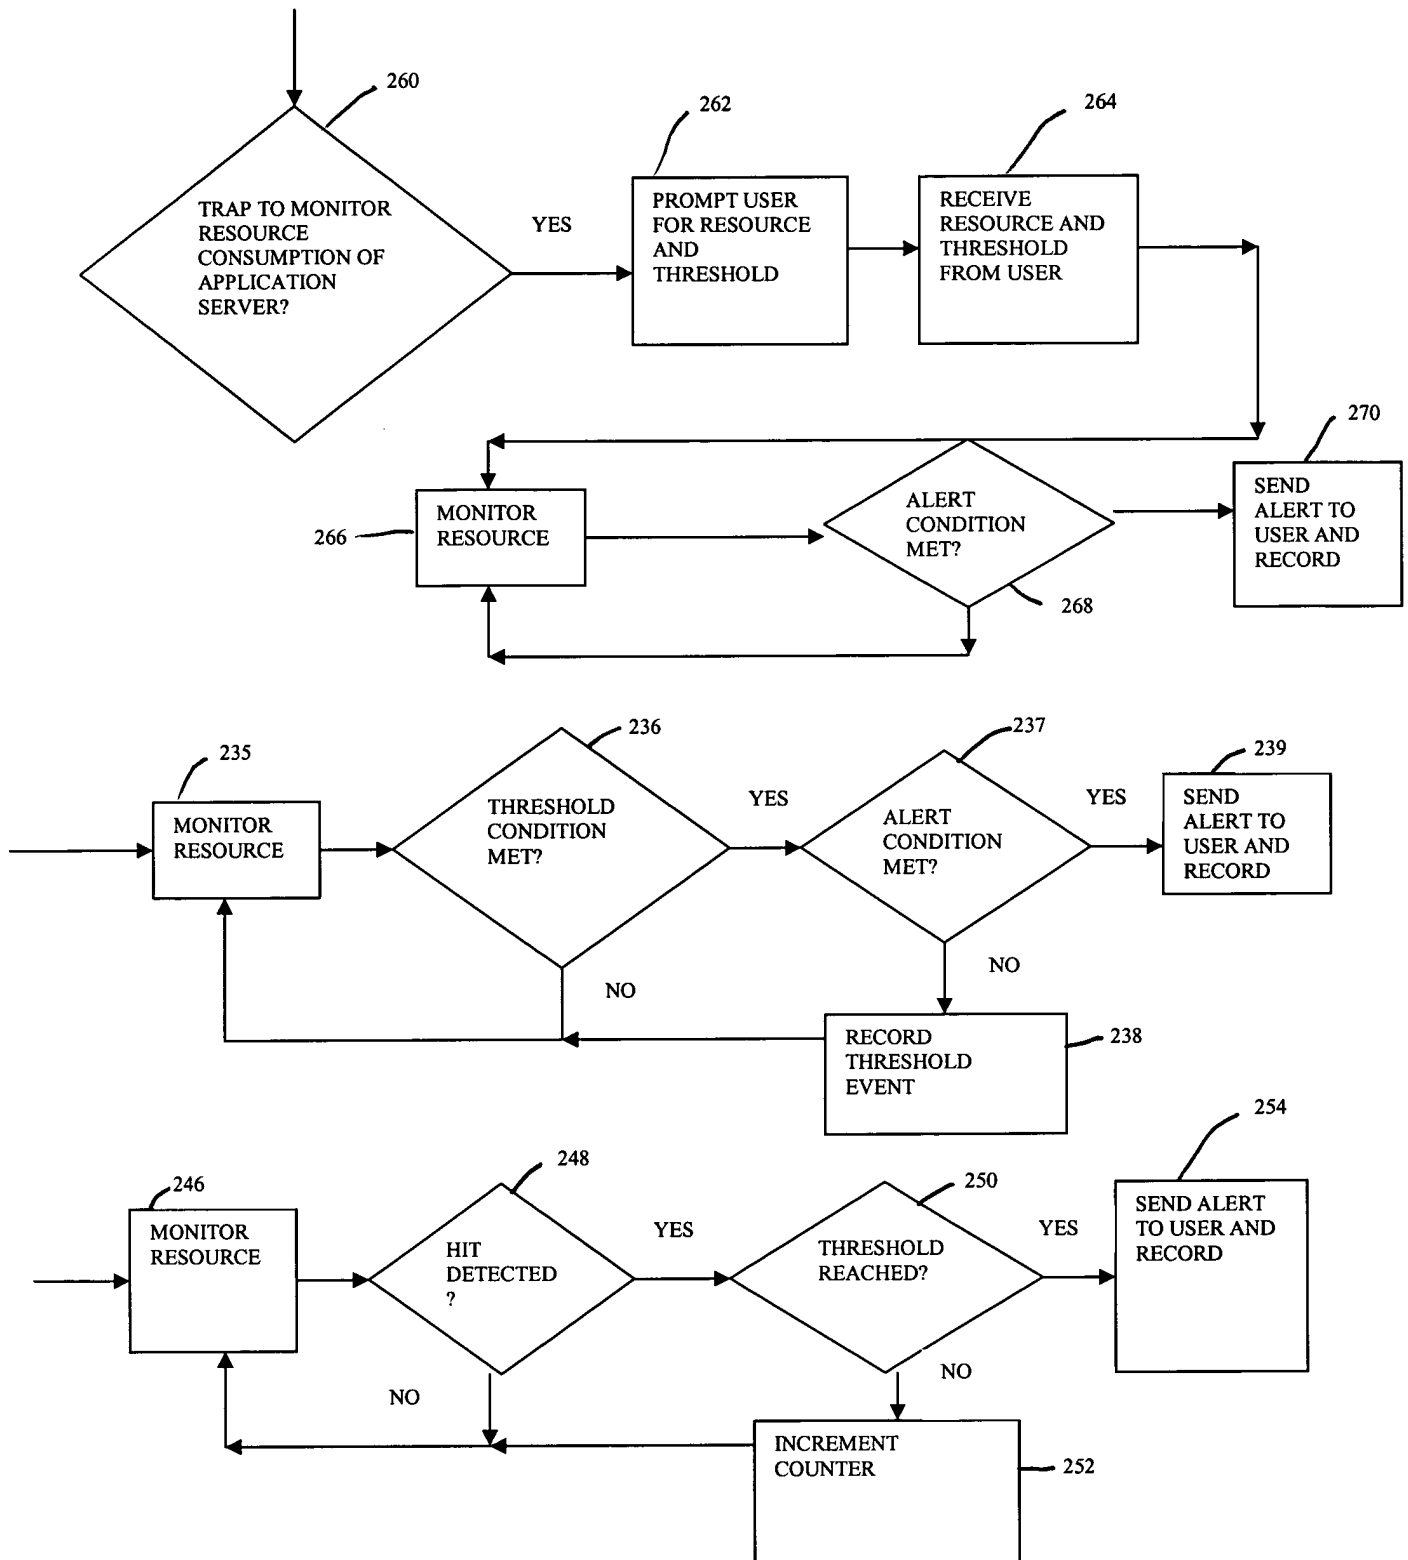 260
TRAP TO MONITOR
RESOURCE
CONSUMPTION OF
APPLICATION
SERVER?
YES
262
PROMPT USER
FOR RESOURCE
AND
THRESHOLD
264
RECEIVE
RESOURCE AND
THRESHOLD
FROM USER
266
MONITOR
RESOURCE
ALERT
CONDITION
MET?
268
270
SEND
ALERT TO
USER AND
RECORD
235
MONITOR
RESOURCE
236
THRESHOLD
CONDITION
MET?
YES
NO
237
ALERT
CONDITION
MET?
YES
NO
239
SEND
ALERT TO
USER AND
RECORD
RECORD
THRESHOLD
EVENT
238
246
MONITOR
RESOURCE
248
HIT
DETECTED
?
YES
NO
250
THRESHOLD
REACHED?
YES
NO
254
SEND ALERT
TO USER AND
RECORD
INCREMENT
COUNTER
252